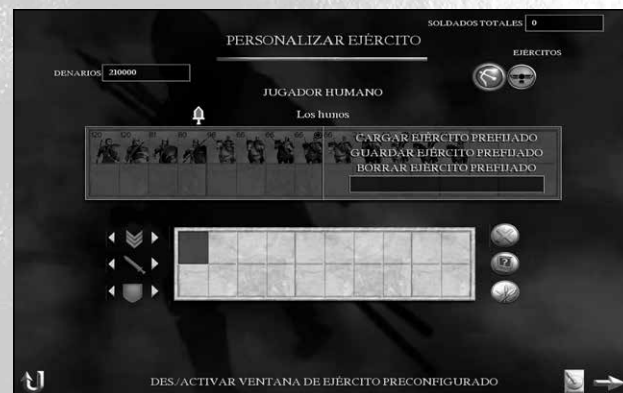 SOLDADOS TOTALES 0
PERSONALIZAR EJÉRCITO
EJÉRCITOS
DENARIOS 210000
JUGADOR HUMANO
Los hunos
CARGAR EJÉRCITO PREFIJADO
GUARDAR EJÉRCITO PREFIJADO
BORRAR EJÉRCITO PREFIJADO
DES./ACTIVAR VENTANA DE EJÉRCITO PRECONFIGURADO